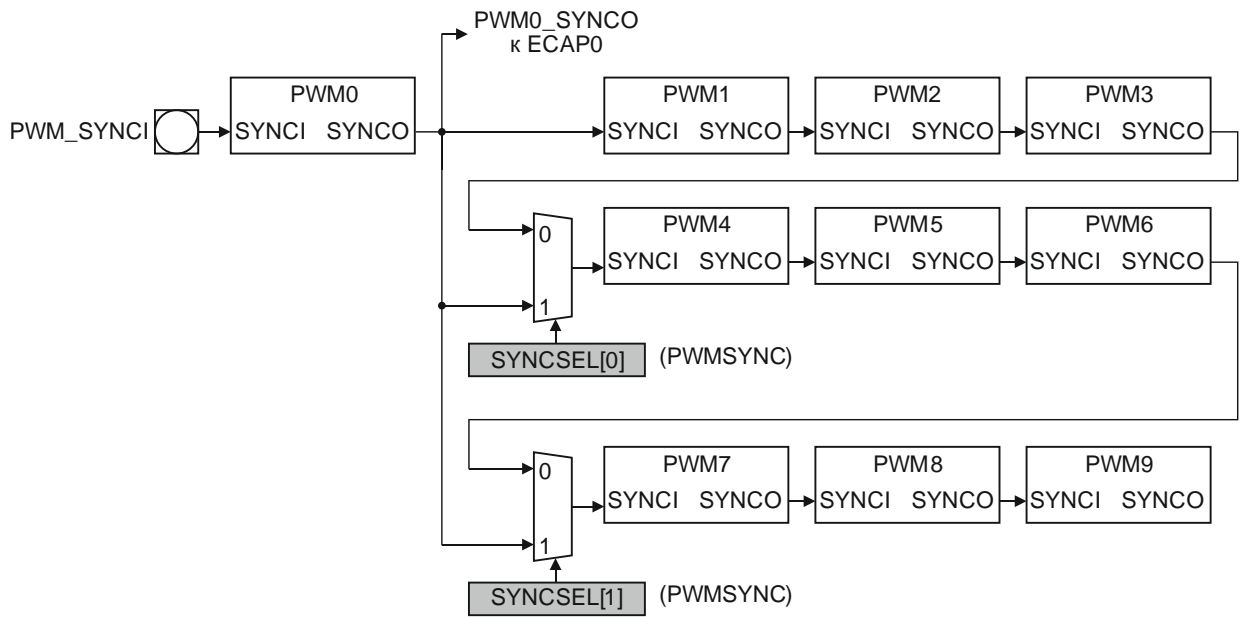 PWM0_SYNCO
к ECAP0
PWM_SYNCI
PWM0
SYNCI SYNCO
PWM1
SYNCI SYNCO
PWM2
SYNCI SYNCO
PWM3
SYNCI SYNCO
0
1
PWM4
SYNCI SYNCO
PWM5
SYNCI SYNCO
PWM6
SYNCI SYNCO
SYNCSEL[0] (PWMSYNC)
0
1
PWM7
SYNCI SYNCO
PWM8
SYNCI SYNCO
PWM9
SYNCI SYNCO
SYNCSEL[1] (PWMSYNC)